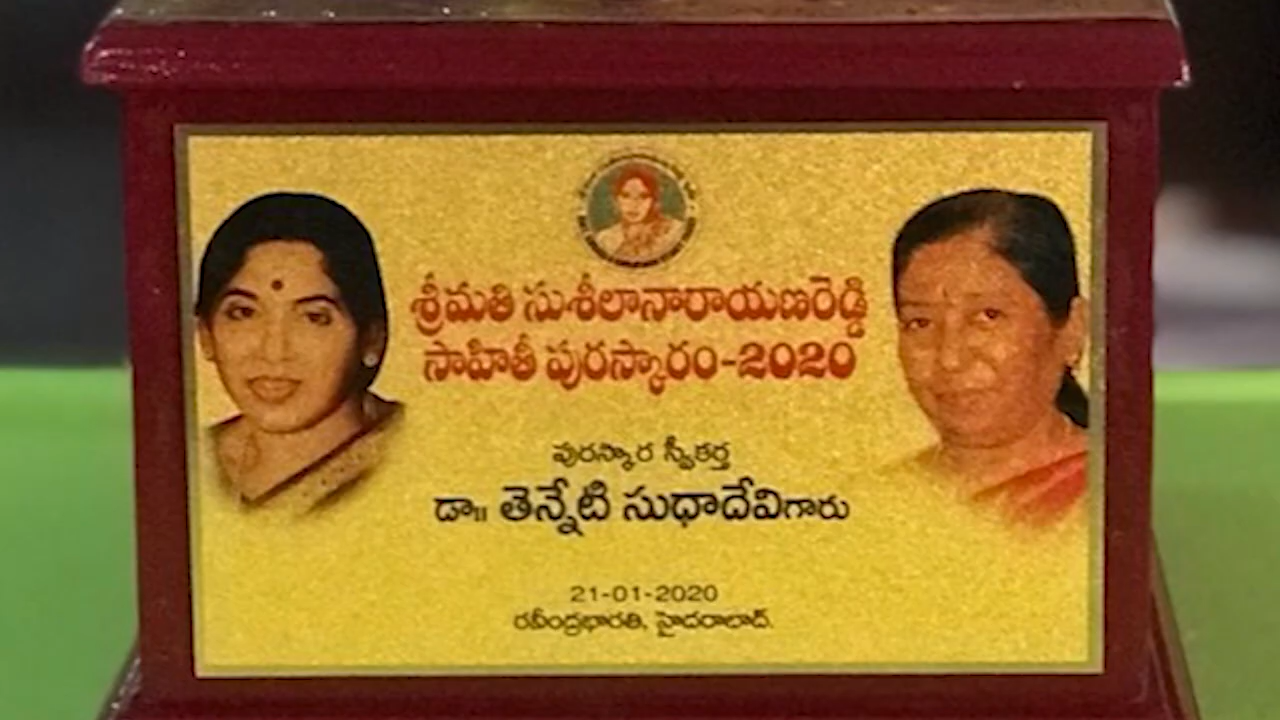 శ్రీమతి సుశీలానారాయణరెడ్డి
సాహితీ పురస్కారం-2020
పురస్కార స్వీకర్త
డా॥ తెన్నేటి సుధాదేవిగారు
21-01-2020
రవీంద్రభారతి, హైదరాబాద్.